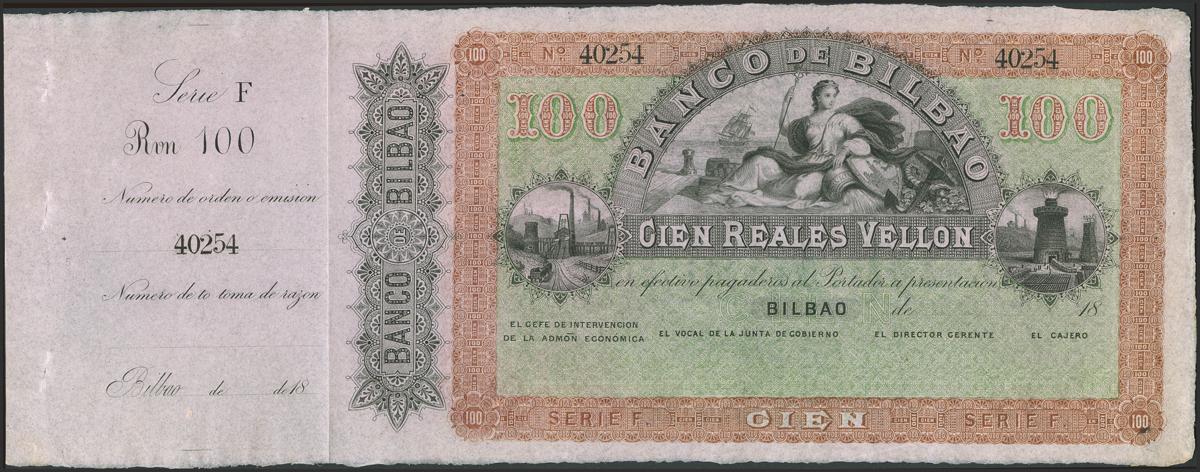 Serie F
Rvn 100
Numero de orden o emision
40254
Numero de to toma de razon
Bilbao de de 18
BANCO DE BILBAO
100 Nº 40254 Nº 40254 100
BANCO DE BILBAO
100 100
CIEN REALES VELLON
en efectivo pagaderos al Portador a presentacion
BILBAO de 18
EL GEFE DE INTERVENCION
DE LA ADMÓN ECONÓMICA
EL VOCAL DE LA JUNTA DE GOBIERNO
EL DIRECTOR GERENTE
EL CAJERO
100 SERIE F. CIEN SERIE F. 100